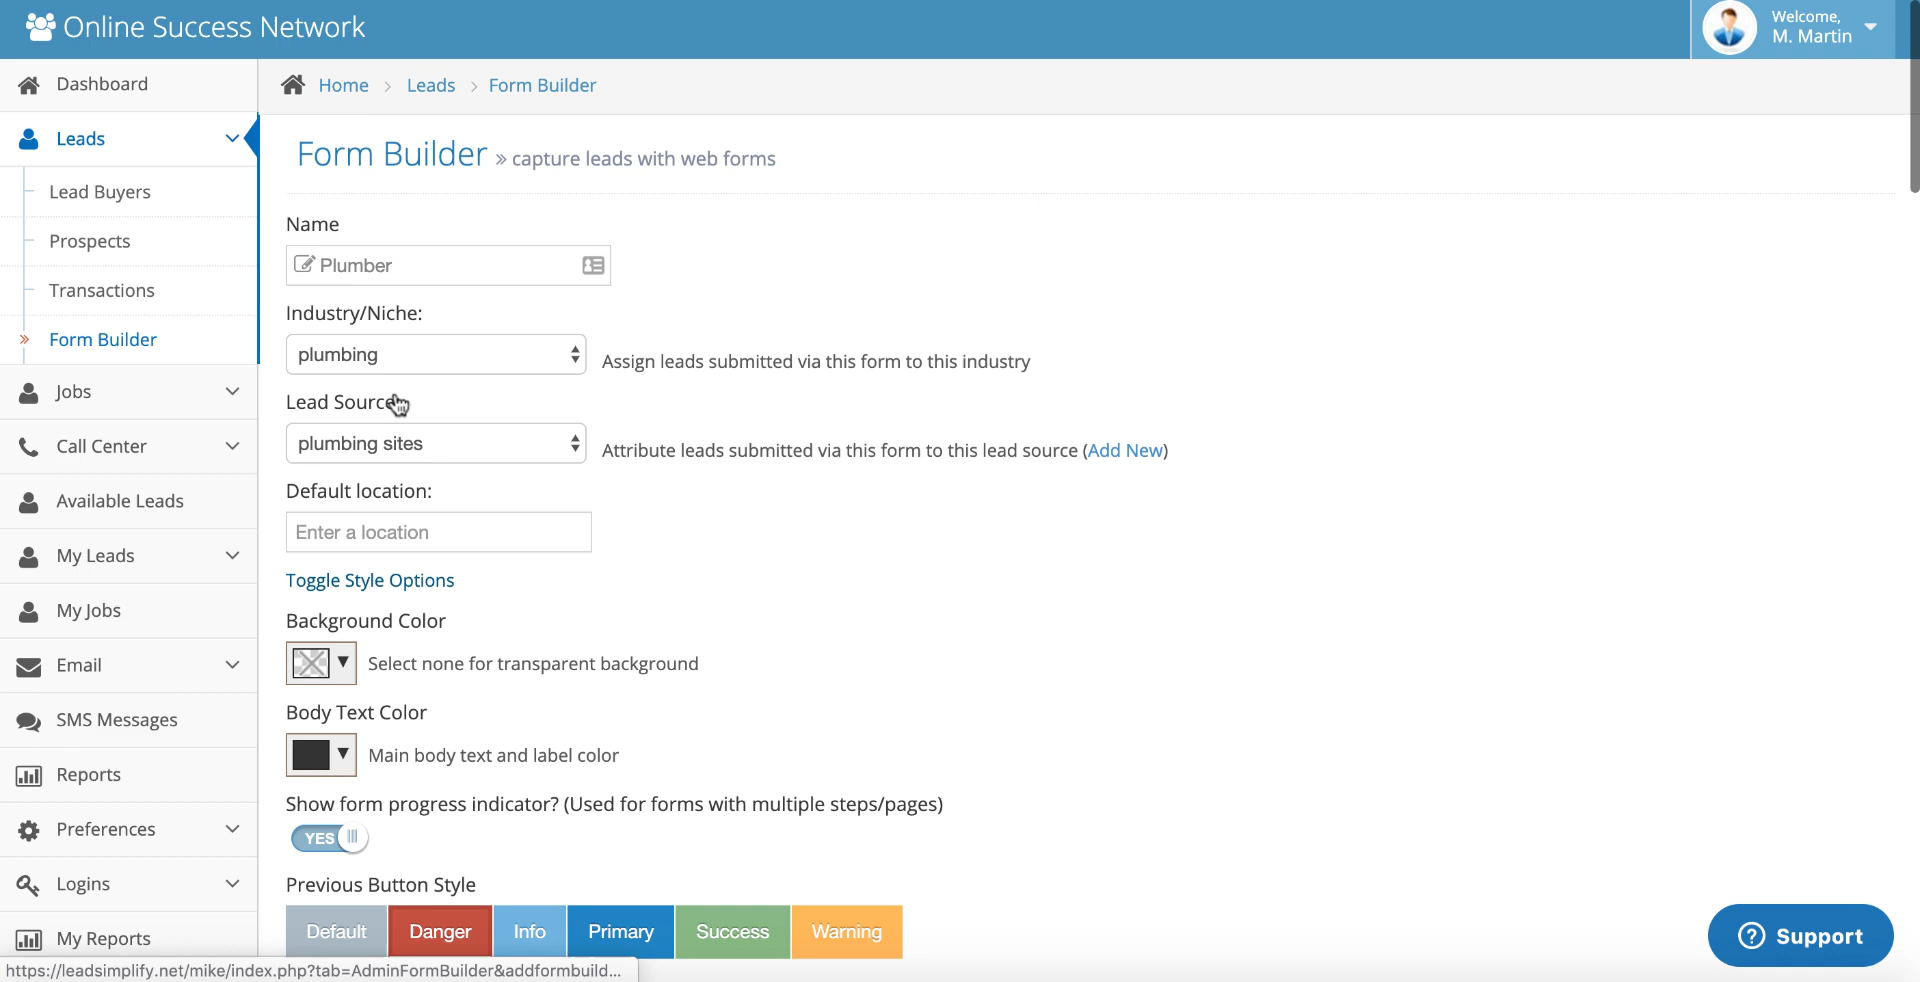 Online Success Network
Welcome,
M. Martin
Dashboard
Leads
Lead Buyers
Prospects
Transactions
Form Builder
Jobs
Call Center
Available Leads
My Leads
My Jobs
Email
SMS Messages
Reports
Preferences
Logins
My Reports
Home > Leads > Form Builder
Form Builder » capture leads with web forms
Name
Plumber
Industry/Niche:
plumbing
Assign leads submitted via this form to this industry
Lead Source
plumbing sites
Attribute leads submitted via this form to this lead source (Add New)
Default location:
Enter a location
Toggle Style Options
Background Color
Select none for transparent background
Body Text Color
Main body text and label color
Show form progress indicator? (Used for forms with multiple steps/pages)
YES
Previous Button Style
Default Danger Info Primary Success Warning
? Support
https://leadsimplify.net/mike/index.php?tab=AdminFormBuilder&addformbuild...